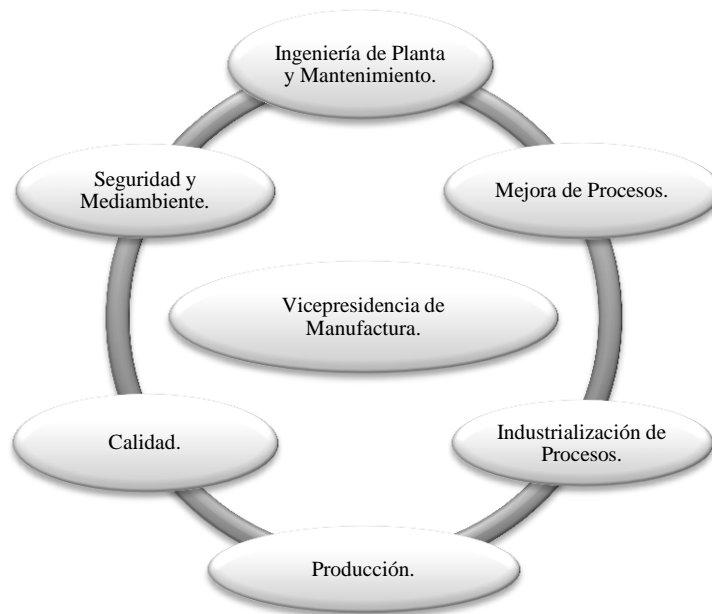 Ingeniería de Planta
y Mantenimiento.
Seguridad y
Mediambiente.
Mejora de Procesos.
Vicepresidencia de
Manufactura.
Calidad.
Industrialización de
Procesos.
Producción.